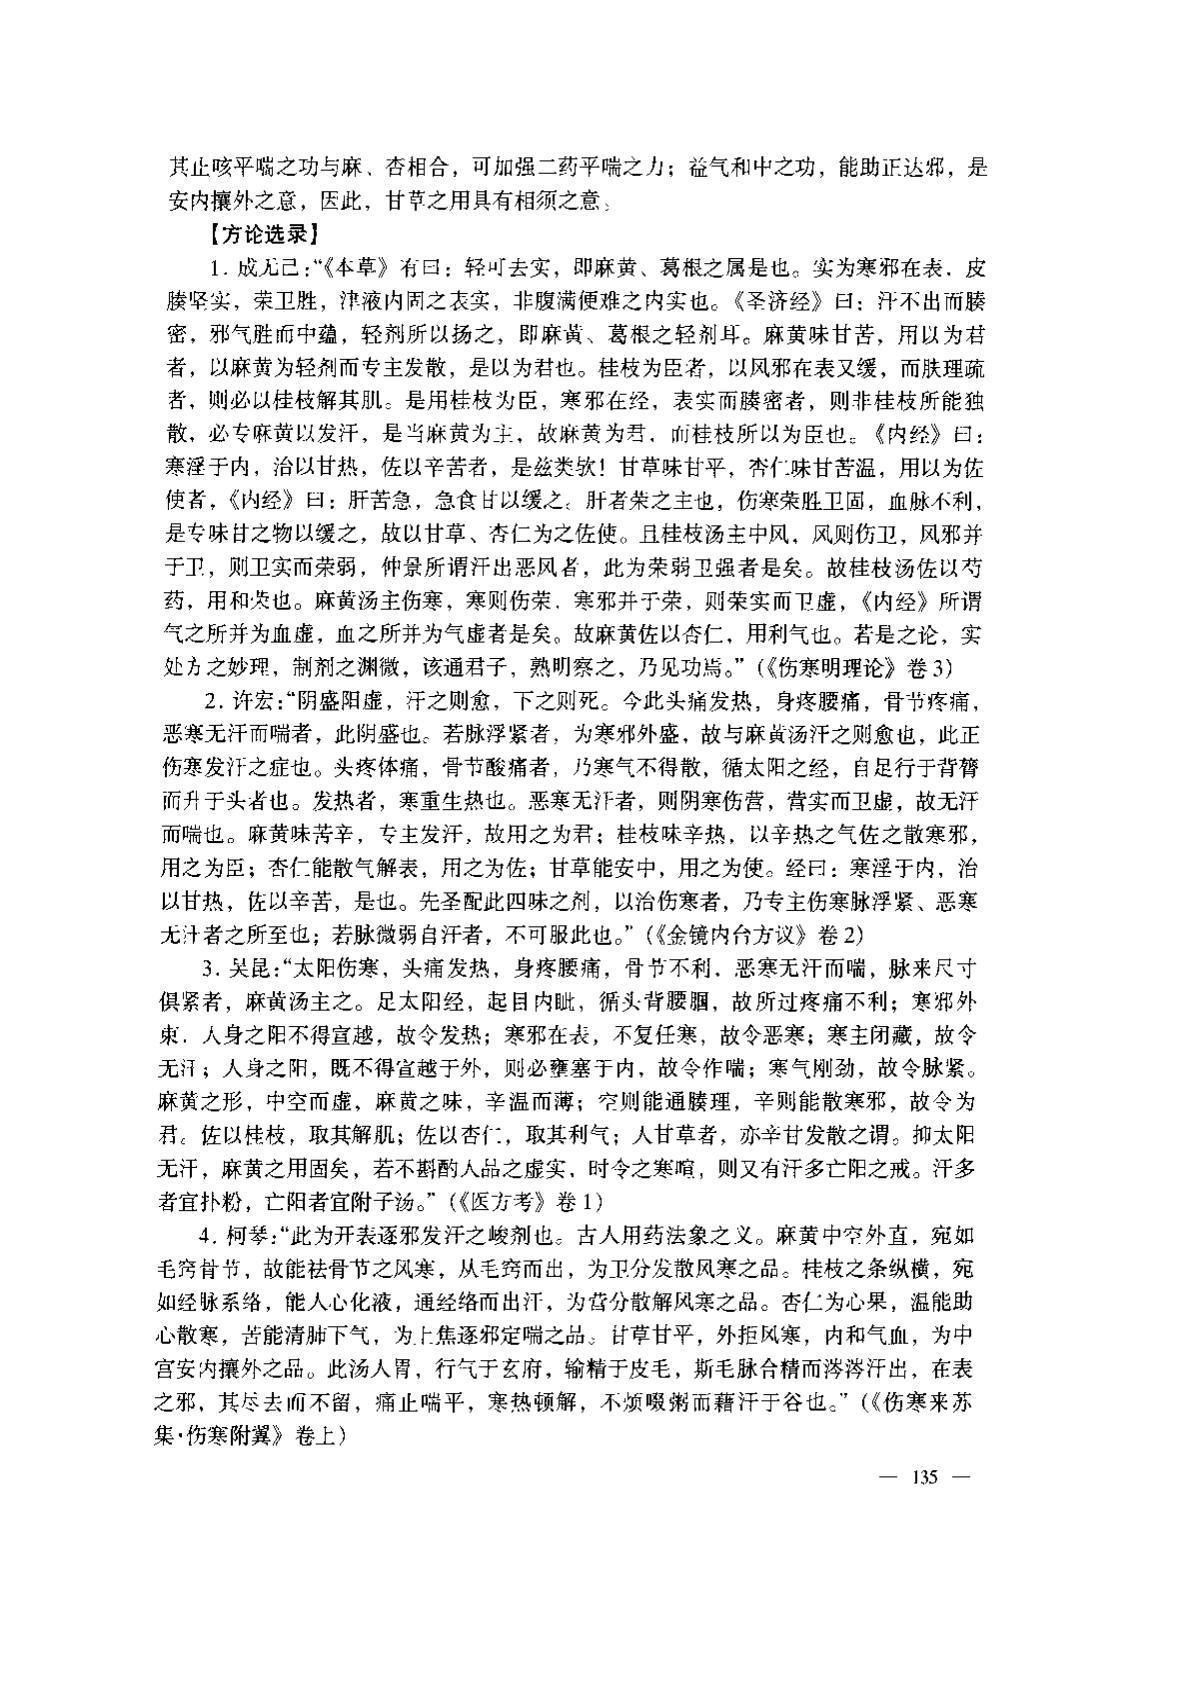 其止咳平喘之功与麻、杏相合，可加强二药平喘之力；益气和中之功，能助正达邪，是
安内攘外之意，因此，甘草之用具有相须之意。
【方论选录】
1. 成无己：“《本草》有曰：轻可去实，即麻黄、葛根之属是也。实为寒邪在表，皮
腠坚实，荣卫胜，津液内固之表实，非腹满便难之内实也。《圣济经》曰：汗不出而腠
密，邪气胜而中蕴，轻剂所以扬之，即麻黄、葛根之轻剂耳。麻黄味甘苦，用以为君
者，以麻黄为轻剂而专主发散，是以为君也。桂枝为臣者，以风邪在表又缓，而肤理疏
者，则必以桂枝解其肌。是用桂枝为臣，寒邪在经，表实而腠密者，则非桂枝所能独
散，必专麻黄以发汗，是当麻黄为主，故麻黄为君，而桂枝所以为臣也。《内经》曰：
寒淫于内，治以甘热，佐以辛苦者，是兹类欤！甘草味甘平，杏仁味甘苦温，用以为佐
使者，《内经》曰：肝苦急，急食甘以缓之。肝者荣之主也，伤寒荣胜卫固，血脉不利，
是专味甘之物以缓之，故以甘草、杏仁为之佐使。且桂枝汤主中风，风则伤卫，风邪并
于卫，则卫实而荣弱，仲景所谓汗出恶风者，此为荣弱卫强者是矣。故桂枝汤佐以芍
药，用和荣也。麻黄汤主伤寒，寒则伤荣，寒邪并于荣，则荣实而卫虚，《内经》所谓
气之所并为血虚，血之所并为气虚者是矣。故麻黄佐以杏仁，用利气也。若是之论，实
处方之妙理，制剂之渊微，该通君子，熟明察之，乃见功焉。”（《伤寒明理论》卷3）
2. 许宏：“阴盛阳虚，汗之则愈，下之则死。今此头痛发热，身疼腰痛，骨节疼痛，
恶寒无汗而喘者，此阴盛也。若脉浮紧者，为寒邪外盛，故与麻黄汤汗之则愈也，此正
伤寒发汗之症也。头疼体痛，骨节酸痛者，乃寒气不得散，循太阳之经，自足行于背膂
而升于头者也。发热者，寒重生热也。恶寒无汗者，则阴寒伤营，营实而卫虚，故无汗
而喘也。麻黄味苦辛，专主发汗，故用之为君；桂枝味辛热，以辛热之气佐之散寒邪，
用之为臣；杏仁能散气解表，用之为佐；甘草能安中，用之为使。经曰：寒淫于内，治
以甘热，佐以辛苦，是也。先圣配此四味之剂，以治伤寒者，乃专主伤寒脉浮紧、恶寒
无汗者之所至也；若脉微弱自汗者，不可服此也。”（《金镜内台方议》卷2）
3. 吴昆：“太阳伤寒，头痛发热，身疼腰痛，骨节不利，恶寒无汗而喘，脉来尺寸
俱紧者，麻黄汤主之。足太阳经，起目内眦，循头背腰腘，故所过疼痛不利；寒邪外
束，人身之阳不得宣越，故令发热；寒邪在表，不复任寒，故令恶寒；寒主闭藏，故令
无汗；人身之阳，既不得宣越于外，则必壅塞于内，故令作喘；寒气刚劲，故令脉紧。
麻黄之形，中空而虚，麻黄之味，辛温而薄；空则能通腠理，辛则能散寒邪，故令为
君。佐以桂枝，取其解肌；佐以杏仁，取其利气；人甘草者，亦辛甘发散之谓。抑太阳
无汗，麻黄之用固矣，若不斟酌人品之虚实，时令之寒喧，则又有汗多亡阳之戒。汗多
者宜扑粉，亡阳者宜附子汤。”（《医方考》卷1）
4. 柯琴：“此为开表逐邪发汗之峻剂也。古人用药法象之义。麻黄中空外直，宛如
毛窍骨节，故能祛骨节之风寒，从毛窍而出，为卫分发散风寒之品。桂枝之条纵横，宛
如经脉系络，能人心化液，通经络而出汗，为营分散解风寒之品。杏仁为心果，温能助
心散寒，苦能清肺下气，为上焦逐邪定喘之品。甘草甘平，外拒风寒，内和气血，为中
宫安内攘外之品。此汤人胃，行气于玄府，输精于皮毛，斯毛脉合精而涔涔汗出，在表
之邪，其尽去而不留，痛止喘平，寒热顿解，不烦啜粥而藉汗于谷也。”（《伤寒来苏
集·伤寒附翼》卷上）
— 135 —